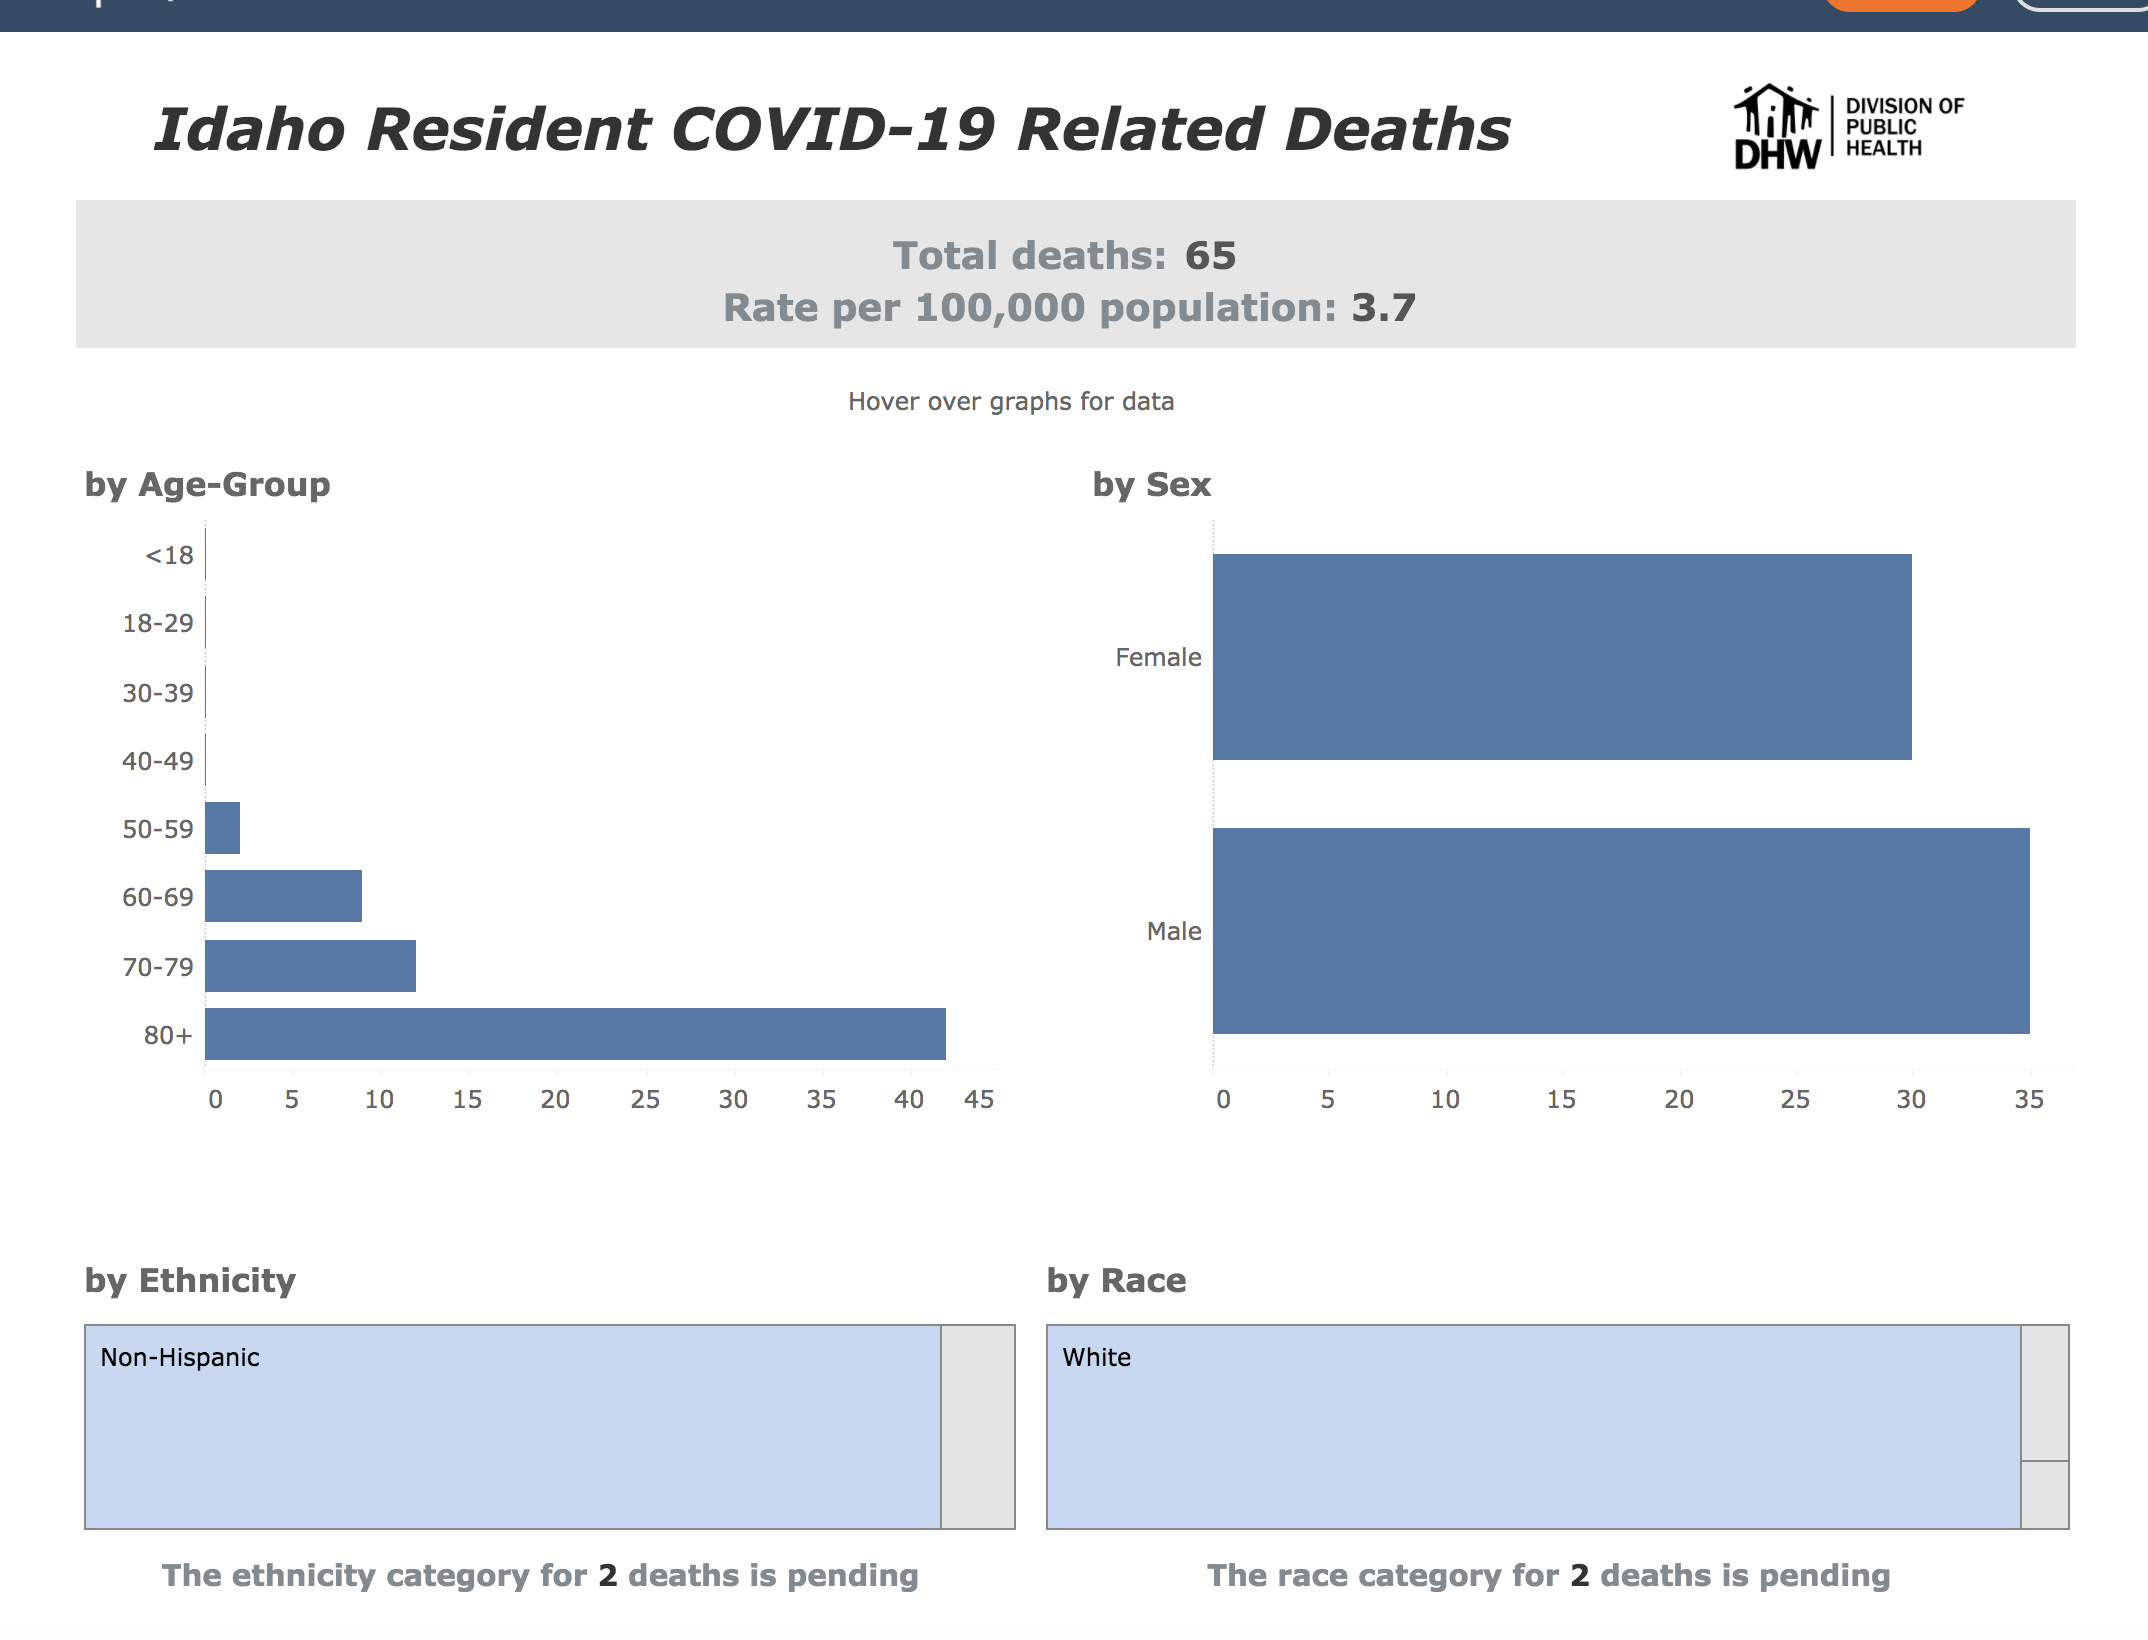 Idaho Resident COVID-19 Related Deaths
DHW
DIVISION OF
PUBLIC
HEALTH
Total deaths: 65
Rate per 100,000 population: 3.7
Hover over graphs for data
by Age-Group
<18
18-29
30-39
40-49
50-59
60-69
70-79
80+
0 5 10 15 20 25 30 35 40 45
by Sex
Female
Male
0 5 10 15 20 25 30 35
by Ethnicity
Non-Hispanic
The ethnicity category for 2 deaths is pending
by Race
White
The race category for 2 deaths is pending